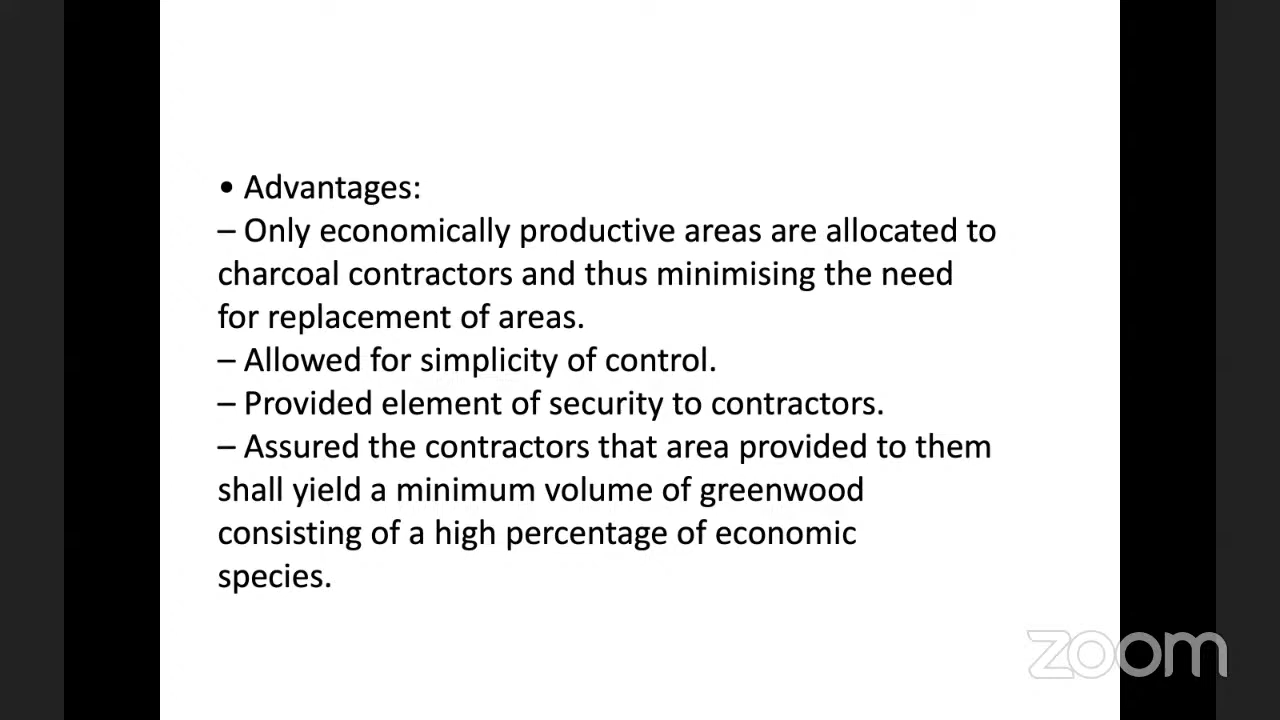 • Advantages:
– Only economically productive areas are allocated to
charcoal contractors and thus minimising the need
for replacement of areas.
– Allowed for simplicity of control.
– Provided element of security to contractors.
– Assured the contractors that area provided to them
shall yield a minimum volume of greenwood
consisting of a high percentage of economic
species.
zoom